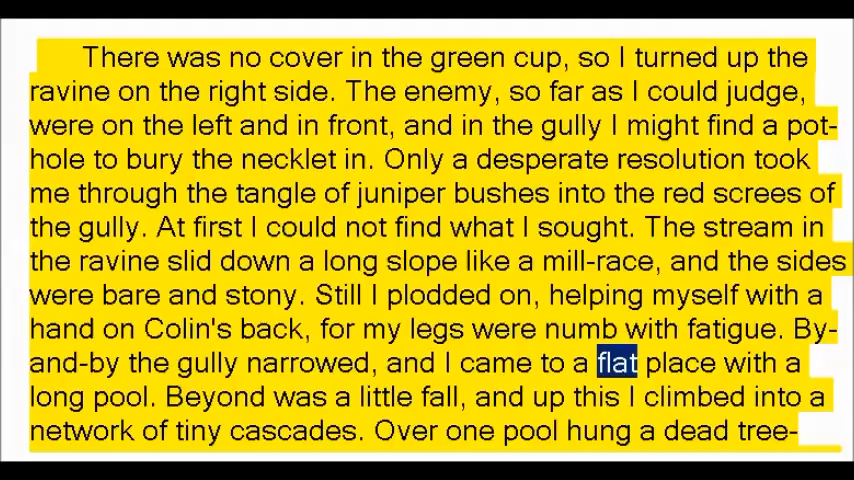 There was no cover in the green cup, so I turned up the
ravine on the right side. The enemy, so far as I could judge,
were on the left and in front, and in the gully I might find a pot-
hole to bury the necklet in. Only a desperate resolution took
me through the tangle of juniper bushes into the red screes of
the gully. At first I could not find what I sought. The stream in
the ravine slid down a long slope like a mill-race, and the sides
were bare and stony. Still I plodded on, helping myself with a
hand on Colin's back, for my legs were numb with fatigue. By-
and-by the gully narrowed, and I came to a flat place with a
long pool. Beyond was a little fall, and up this I climbed into a
network of tiny cascades. Over one pool hung a dead tree-